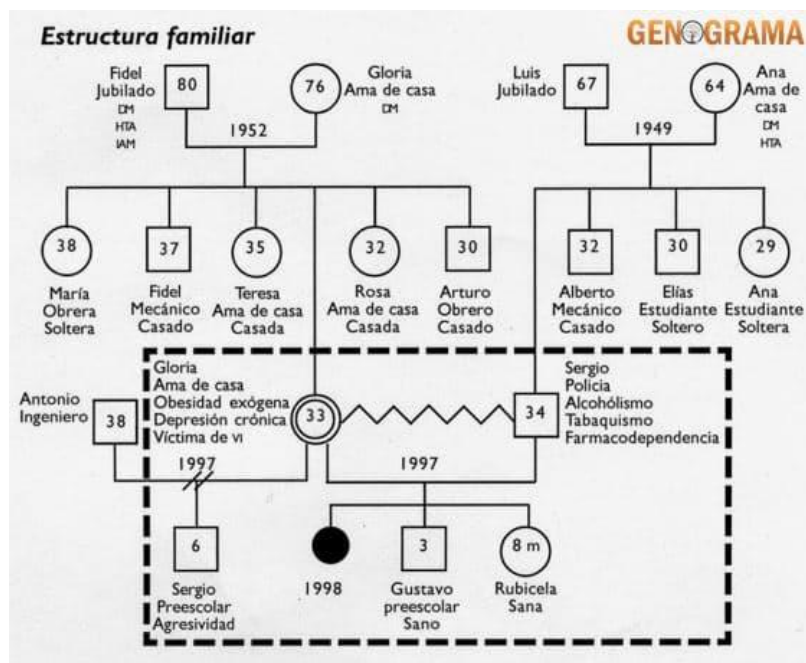 Estructura familiar
GENOGRAMA
Fidel
Jubilado
DM
HTA
IAM
80
76
Gloria
Ama de casa
DM
1952
Luis
Jubilado
67
64
Ana
Ama de
casa
DM
HTA
1949
38
María
Obrera
Soltera
37
Fidel
Mecánico
Casado
35
Teresa
Ama de casa
Casada
32
Rosa
Ama de casa
Casada
30
Arturo
Obrero
Casado
32
Alberto
Mecánico
Casado
30
Elías
Estudiante
Soltero
29
Ana
Estudiante
Soltera
Antonio
Ingeniero
38
Gloria
Ama de casa
Obesidad exógena
Depresión crónica
Víctima de VI
33
34
Sergio
Policía
Alcohólismo
Tabaquismo
Farmacodependencia
1997
1997
6
Sergio
Preescolar
Agresividad
1998
3
Gustavo
preescolar
Sano
8 m
Rubicela
Sana